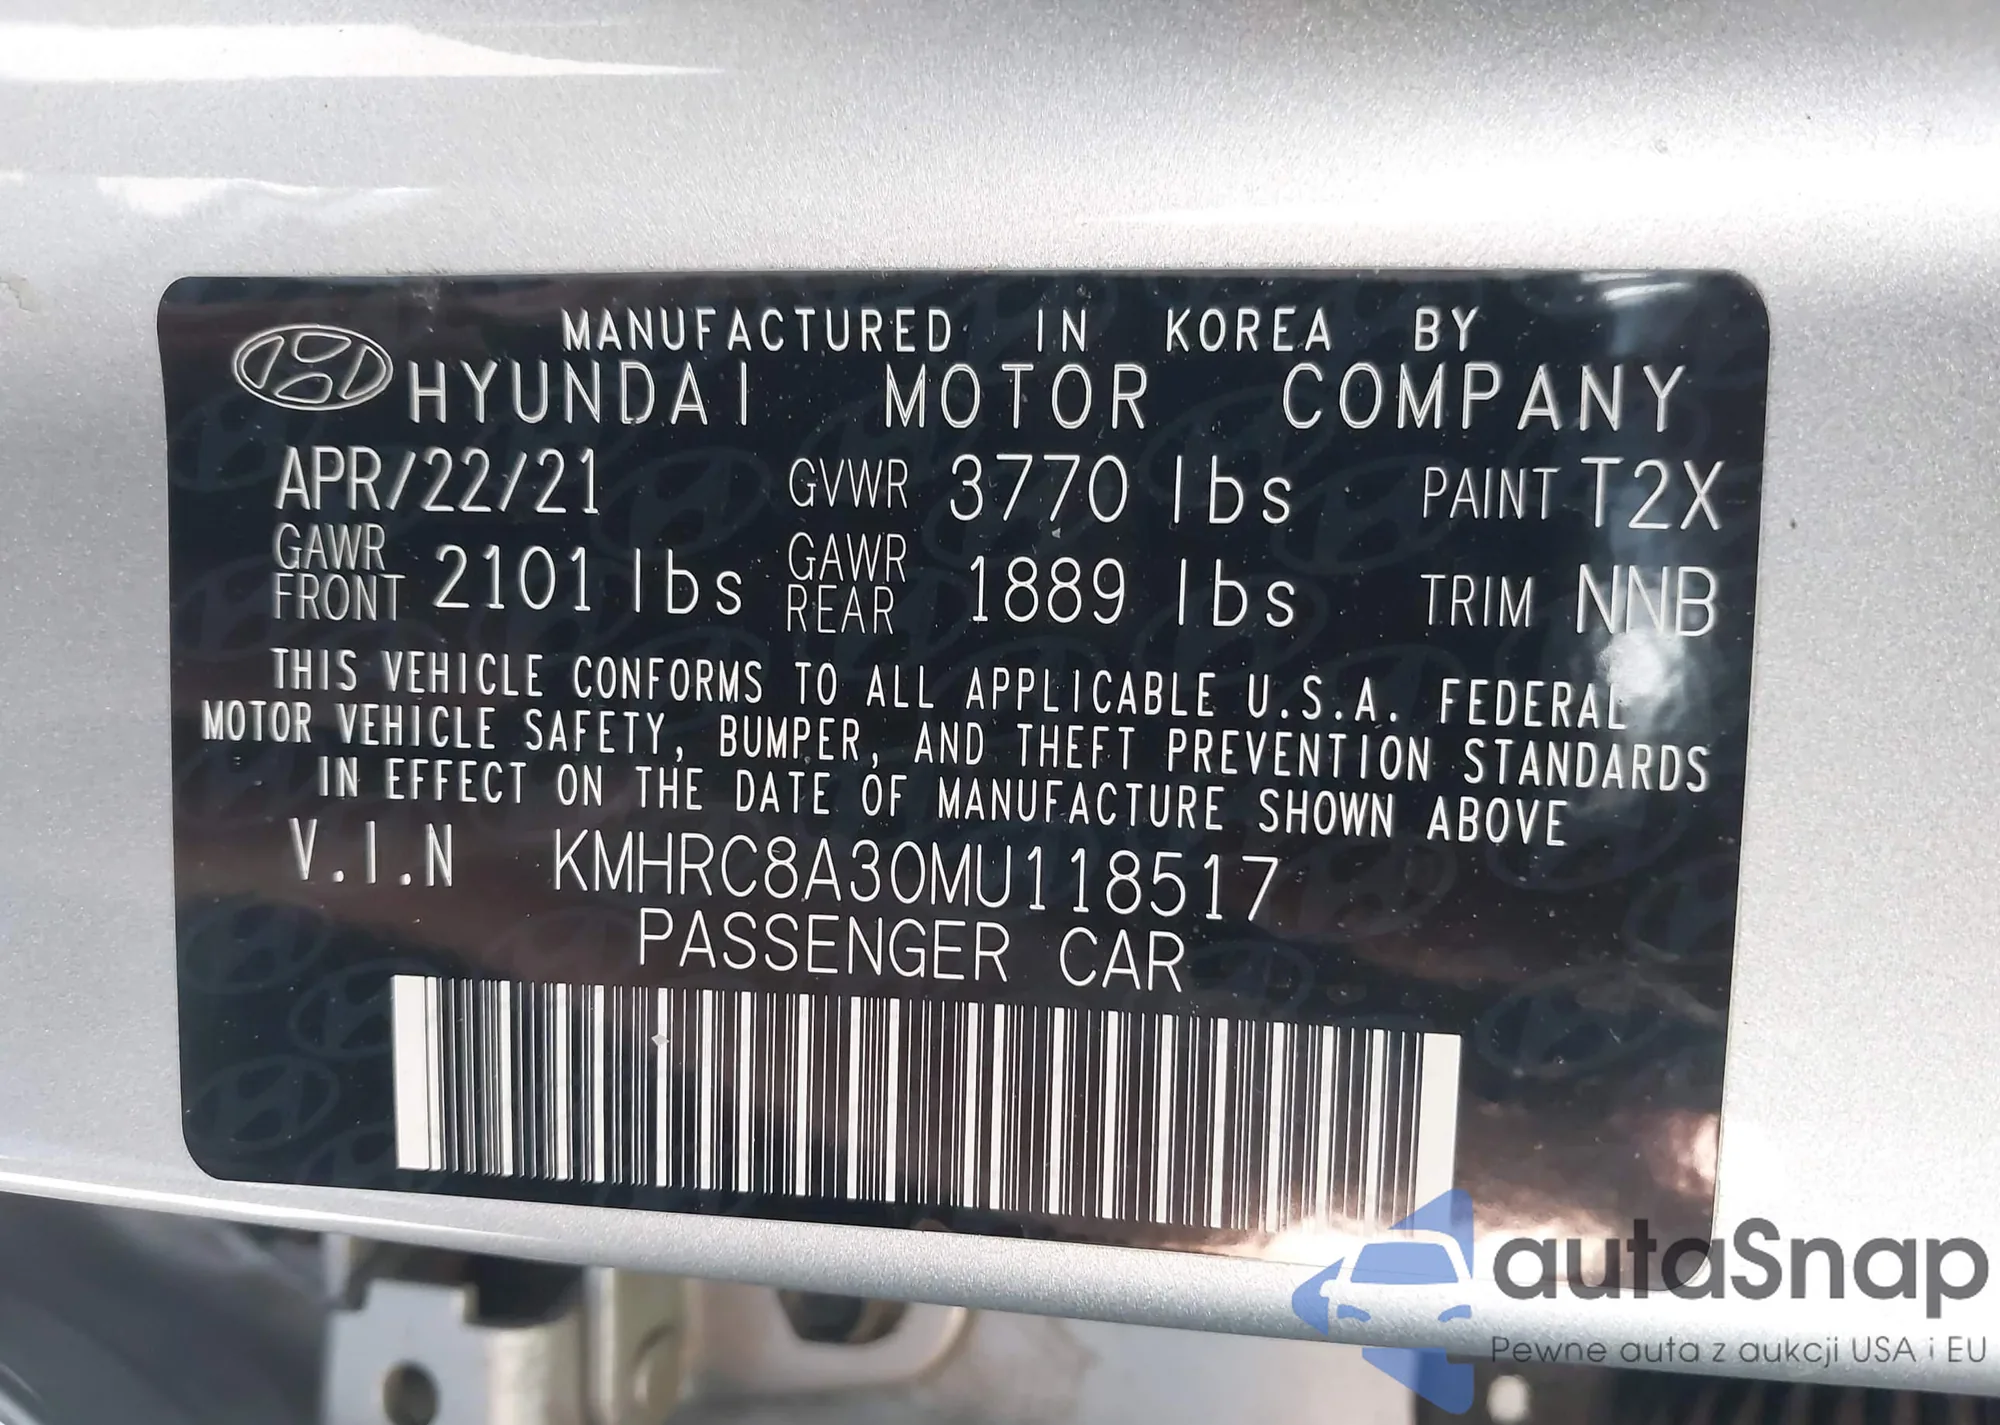 MANUFACTURED IN KOREA BY
HYUNDAI MOTOR COMPANY
APR/22/21 GVWR 3770 lbs PAINT T2X
GAWR FRONT 2101 lbs GAWR REAR 1889 lbs TRIM NNB
THIS VEHICLE CONFORMS TO ALL APPLICABLE U.S.A. FEDERAL
MOTOR VEHICLE SAFETY, BUMPER, AND THEFT PREVENTION STANDARDS
IN EFFECT ON THE DATE OF MANUFACTURE SHOWN ABOVE
V.I.N KMHRC8A30MU118517
PASSENGER CAR
autaSnap
Pewne auta z aukcji USA i EU